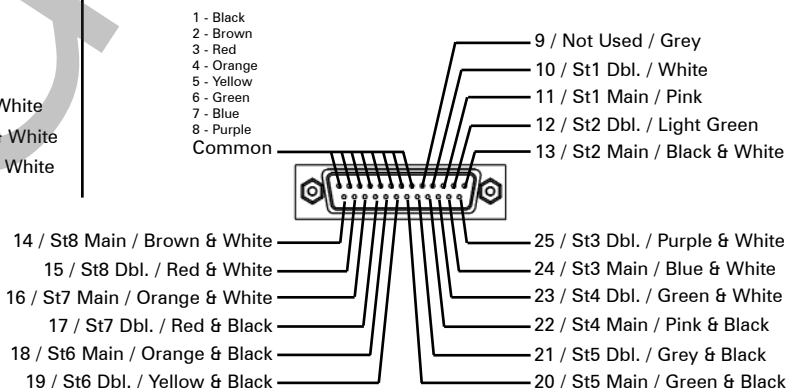 White
White
White
1 - Black
2 - Brown
3 - Red
4 - Orange
5 - Yellow
6 - Green
7 - Blue
8 - Purple
Common
9 / Not Used / Grey
10 / St1 Dbl. / White
11 / St1 Main / Pink
12 / St2 Dbl. / Light Green
13 / St2 Main / Black & White
14 / St8 Main / Brown & White
15 / St8 Dbl. / Red & White
16 / St7 Main / Orange & White
17 / St7 Dbl. / Red & Black
18 / St6 Main / Orange & Black
19 / St6 Dbl. / Yellow & Black
25 / St3 Dbl. / Purple & White
24 / St3 Main / Blue & White
23 / St4 Dbl. / Green & White
22 / St4 Main / Pink & Black
21 / St5 Dbl. / Grey & Black
20 / St5 Main / Green & Black